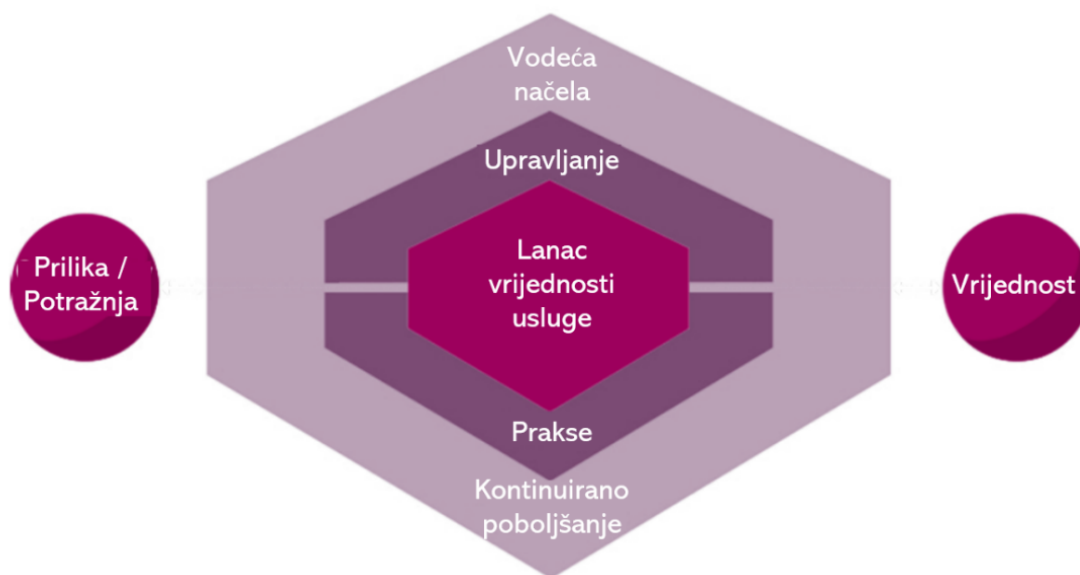 Vodeća
načela
Upravljanje
Prilika /
Potražnja
Lanac
vrijednosti
usluge
Vrijednost
Prakse
Kontinuirano
poboljšanje